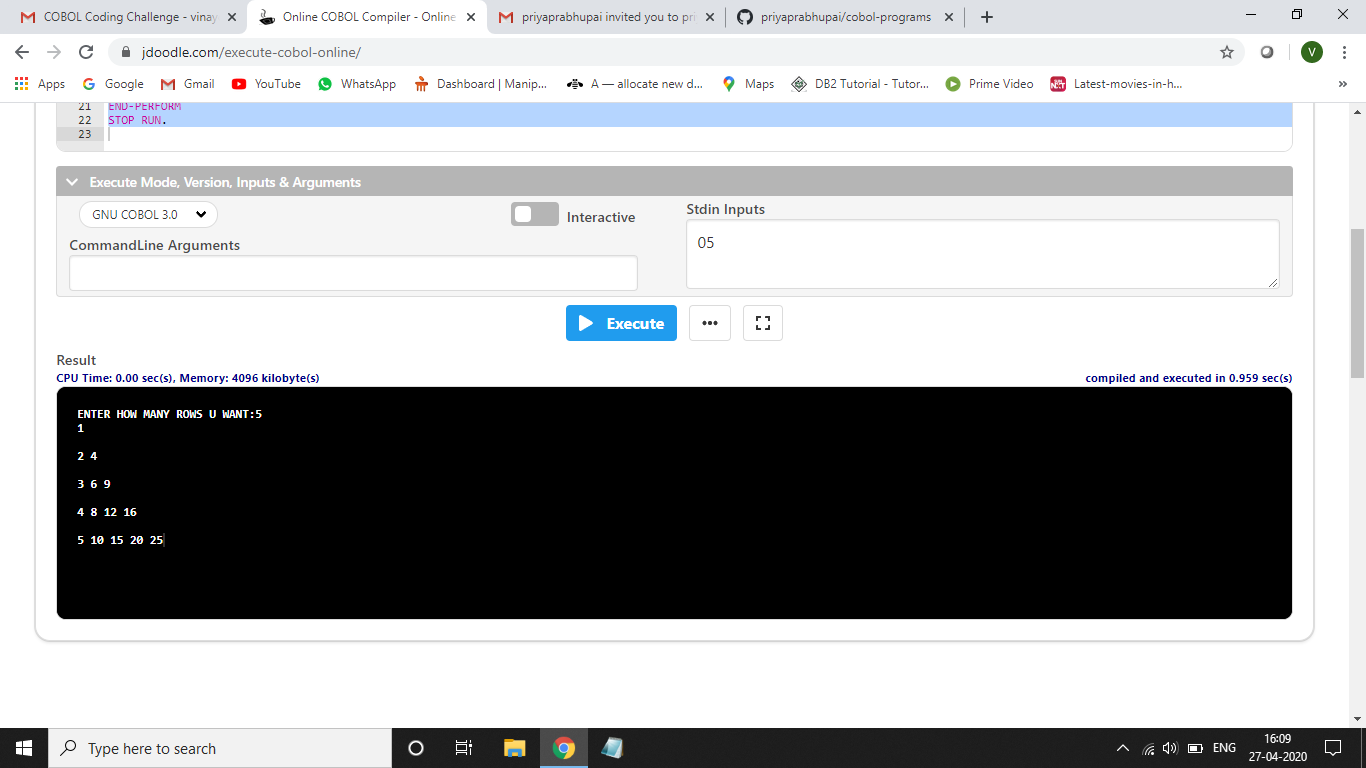 COBOL Coding Challenge - vinay
Online COBOL Compiler - Online
priyaprabhupai invited you to pri
priyaprabhupai/cobol-programs
jdoodle.com/execute-cobol-online/
V
Apps Google Gmail YouTube WhatsApp Dashboard | Manip... A — allocate new d... Maps DB2 Tutorial - Tutor... Prime Video Latest-movies-in-h... »
21 END-PERFORM
22 STOP RUN.
23
Execute Mode, Version, Inputs & Arguments
GNU COBOL 3.0
Interactive
Stdin Inputs
05
CommandLine Arguments
Execute
Result
CPU Time: 0.00 sec(s), Memory: 4096 kilobyte(s)
compiled and executed in 0.959 sec(s)
ENTER HOW MANY ROWS U WANT:5
1
2 4
3 6 9
4 8 12 16
5 10 15 20 25
Type here to search
ENG
16:09
27-04-2020